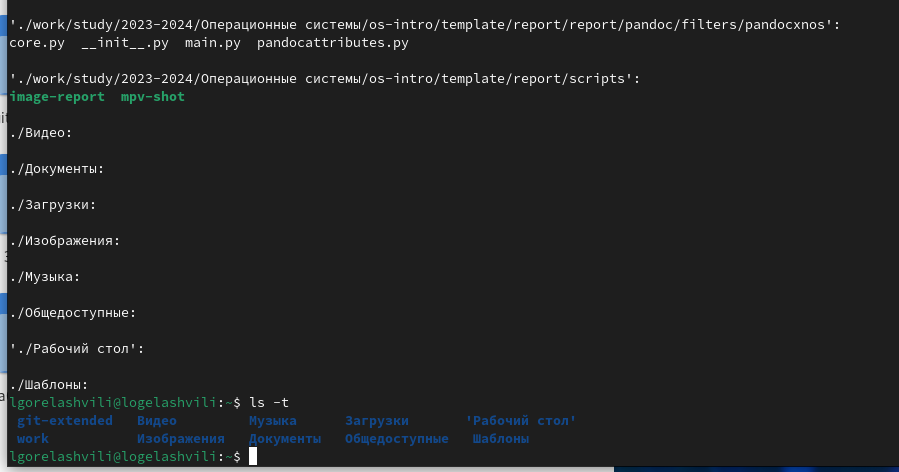 './work/study/2023-2024/Операционные системы/os-intro/template/report/report/pandoc/filters/pandocxnos':
core.py  __init__.py  main.py  pandocattributes.py
'./work/study/2023-2024/Операционные системы/os-intro/template/report/scripts':
image-report  mpv-shot
./Видео:
./Документы:
./Загрузки:
./Изображения:
./Музыка:
./Общедоступные:
'./Рабочий стол':
./Шаблоны:
lgorelashvili@logelashvili:~$ ls -t
git-extended  Видео  Музыка  Загрузки  'Рабочий стол'
work  Изображения  Документы  Общедоступные  Шаблоны
lgorelashvili@logelashvili:~$